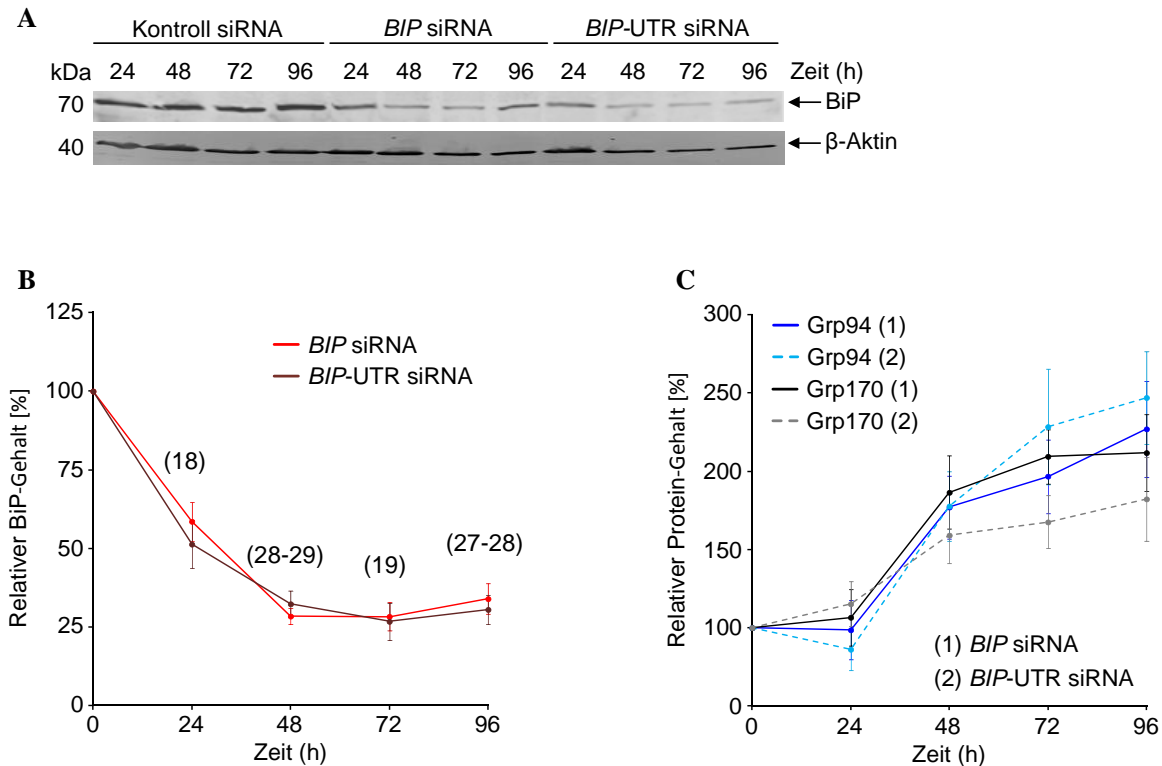 A
Kontroll siRNA BIP siRNA BIP-UTR siRNA
kDa 24 48 72 96 24 48 72 96 24 48 72 96 Zeit (h)
70 BiP
40 β-Aktin
B
Relativer BiP-Gehalt [%]
125
100
75
50
25
0
BIP siRNA
BIP-UTR siRNA
(18)
(28-29)
(19)
(27-28)
0 24 48 72 96
Zeit (h)
C
Relativer Protein-Gehalt [%]
300
250
200
150
100
0
Grp94 (1)
Grp94 (2)
Grp170 (1)
Grp170 (2)
(1) BIP siRNA
(2) BIP-UTR siRNA
0 24 48 72 96
Zeit (h)